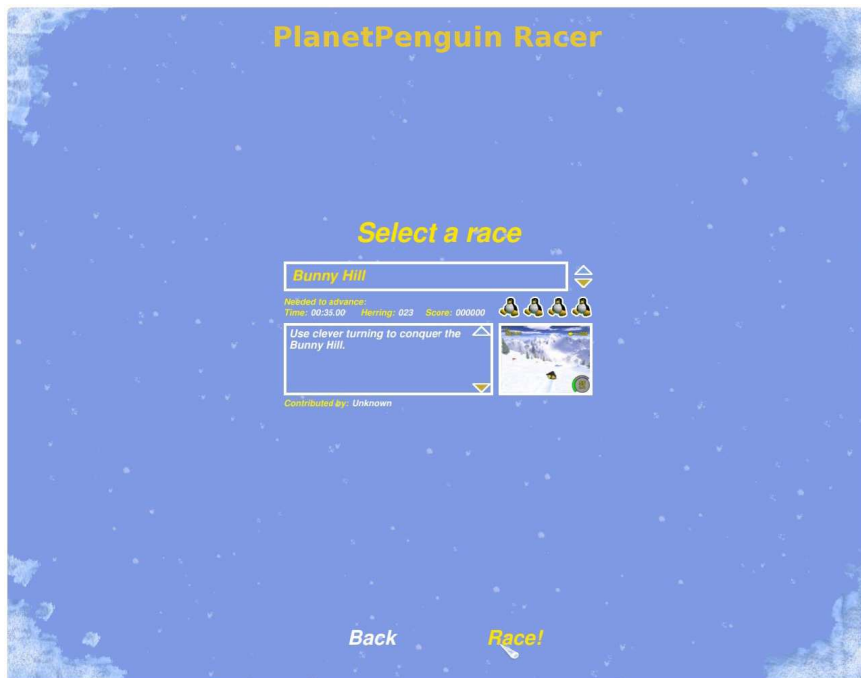 PlanetPenguin Racer
Select a race
Bunny Hill
Needed to advance:
Time: 00:35.00 Herring: 023 Score: 000000
Use clever turning to conquer the
Bunny Hill.
Contributed by: Unknown
Back Race!